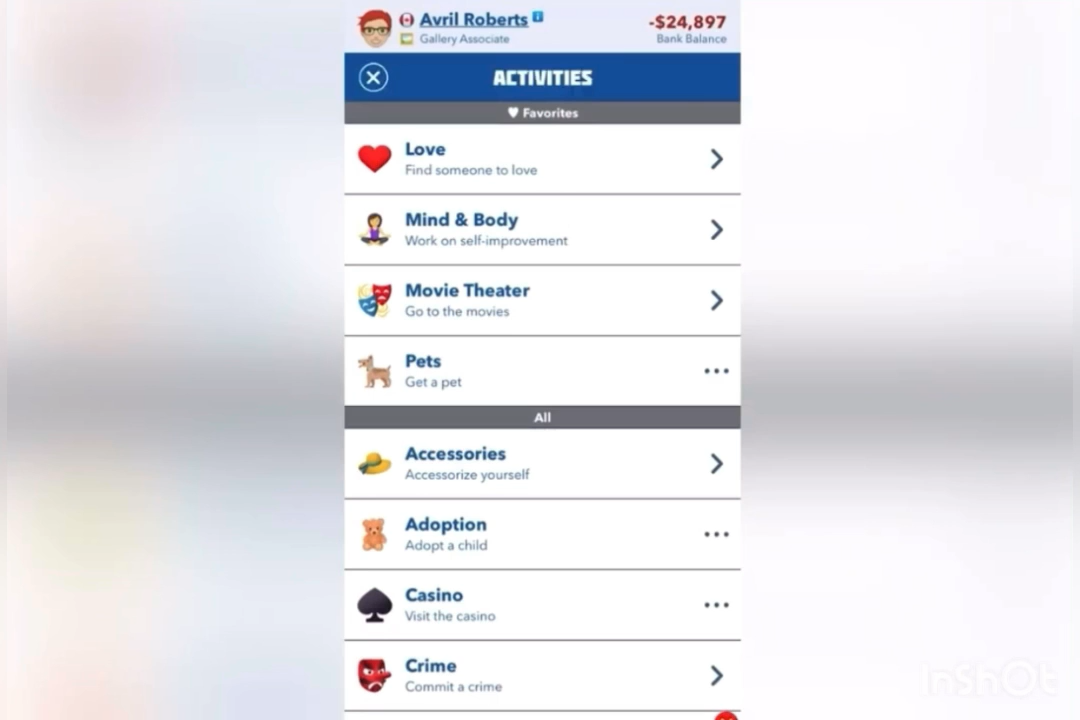 Avril Roberts
-$24,897
Gallery Associate
Bank Balance
ACTIVITIES
Favorites
Love
Find someone to love
Mind & Body
Work on self-improvement
Movie Theater
Go to the movies
Pets
Get a pet
All
Accessories
Accessorize yourself
Adoption
Adopt a child
Casino
Visit the casino
Crime
Commit a crime
InShOt